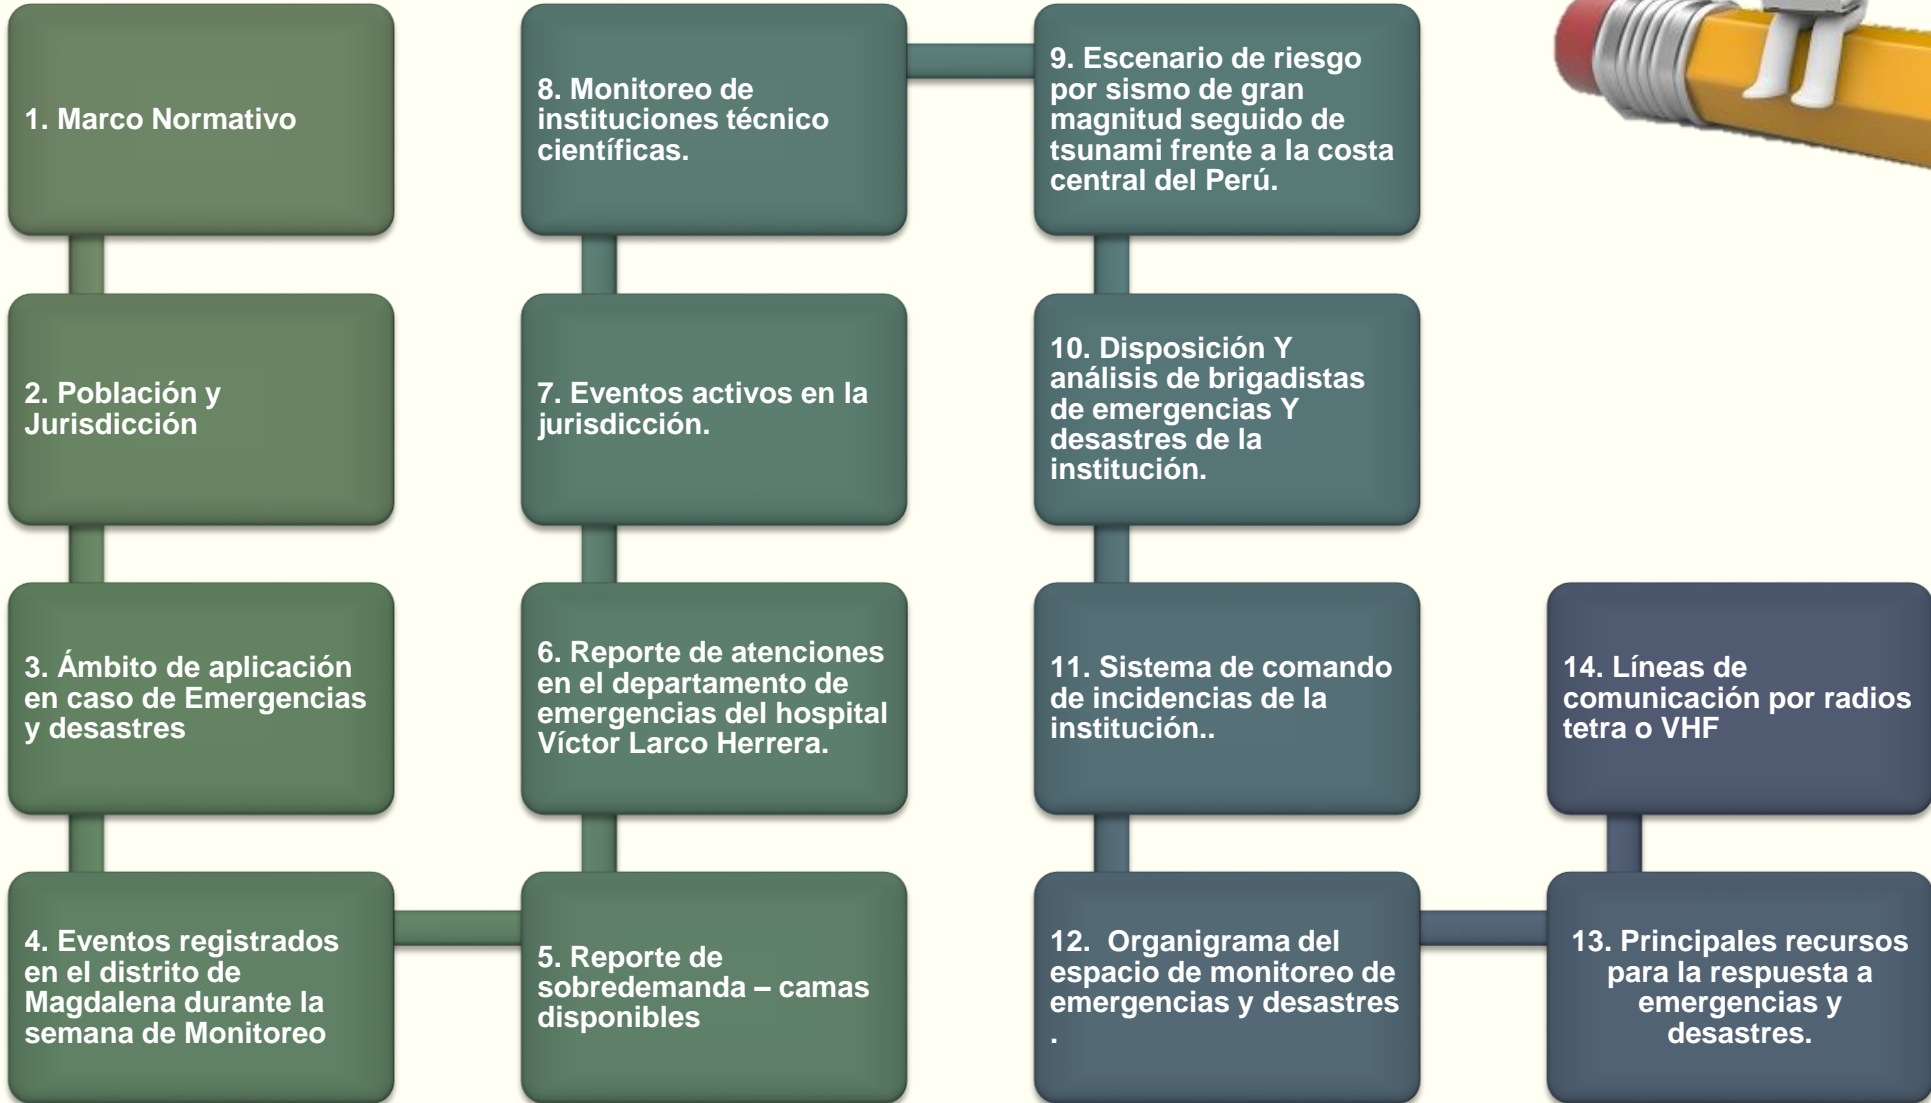 1. Marco Normativo
2. Población y
Jurisdicción
3. Ámbito de aplicación
en caso de Emergencias
y desastres
4. Eventos registrados
en el distrito de
Magdalena durante la
semana de Monitoreo
5. Reporte de
sobredemanda – camas
disponibles
6. Reporte de atenciones
en el departamento de
emergencias del hospital
Víctor Larco Herrera.
7. Eventos activos en la
jurisdicción.
8. Monitoreo de
instituciones técnico
científicas.
9. Escenario de riesgo
por sismo de gran
magnitud seguido de
tsunami frente a la costa
central del Perú.
10. Disposición Y
análisis de brigadistas
de emergencias Y
desastres de la
institución.
11. Sistema de comando
de incidencias de la
institución..
12. Organigrama del
espacio de monitoreo de
emergencias y desastres
.
13. Principales recursos
para la respuesta a
emergencias y
desastres.
14. Líneas de
comunicación por radios
tetra o VHF